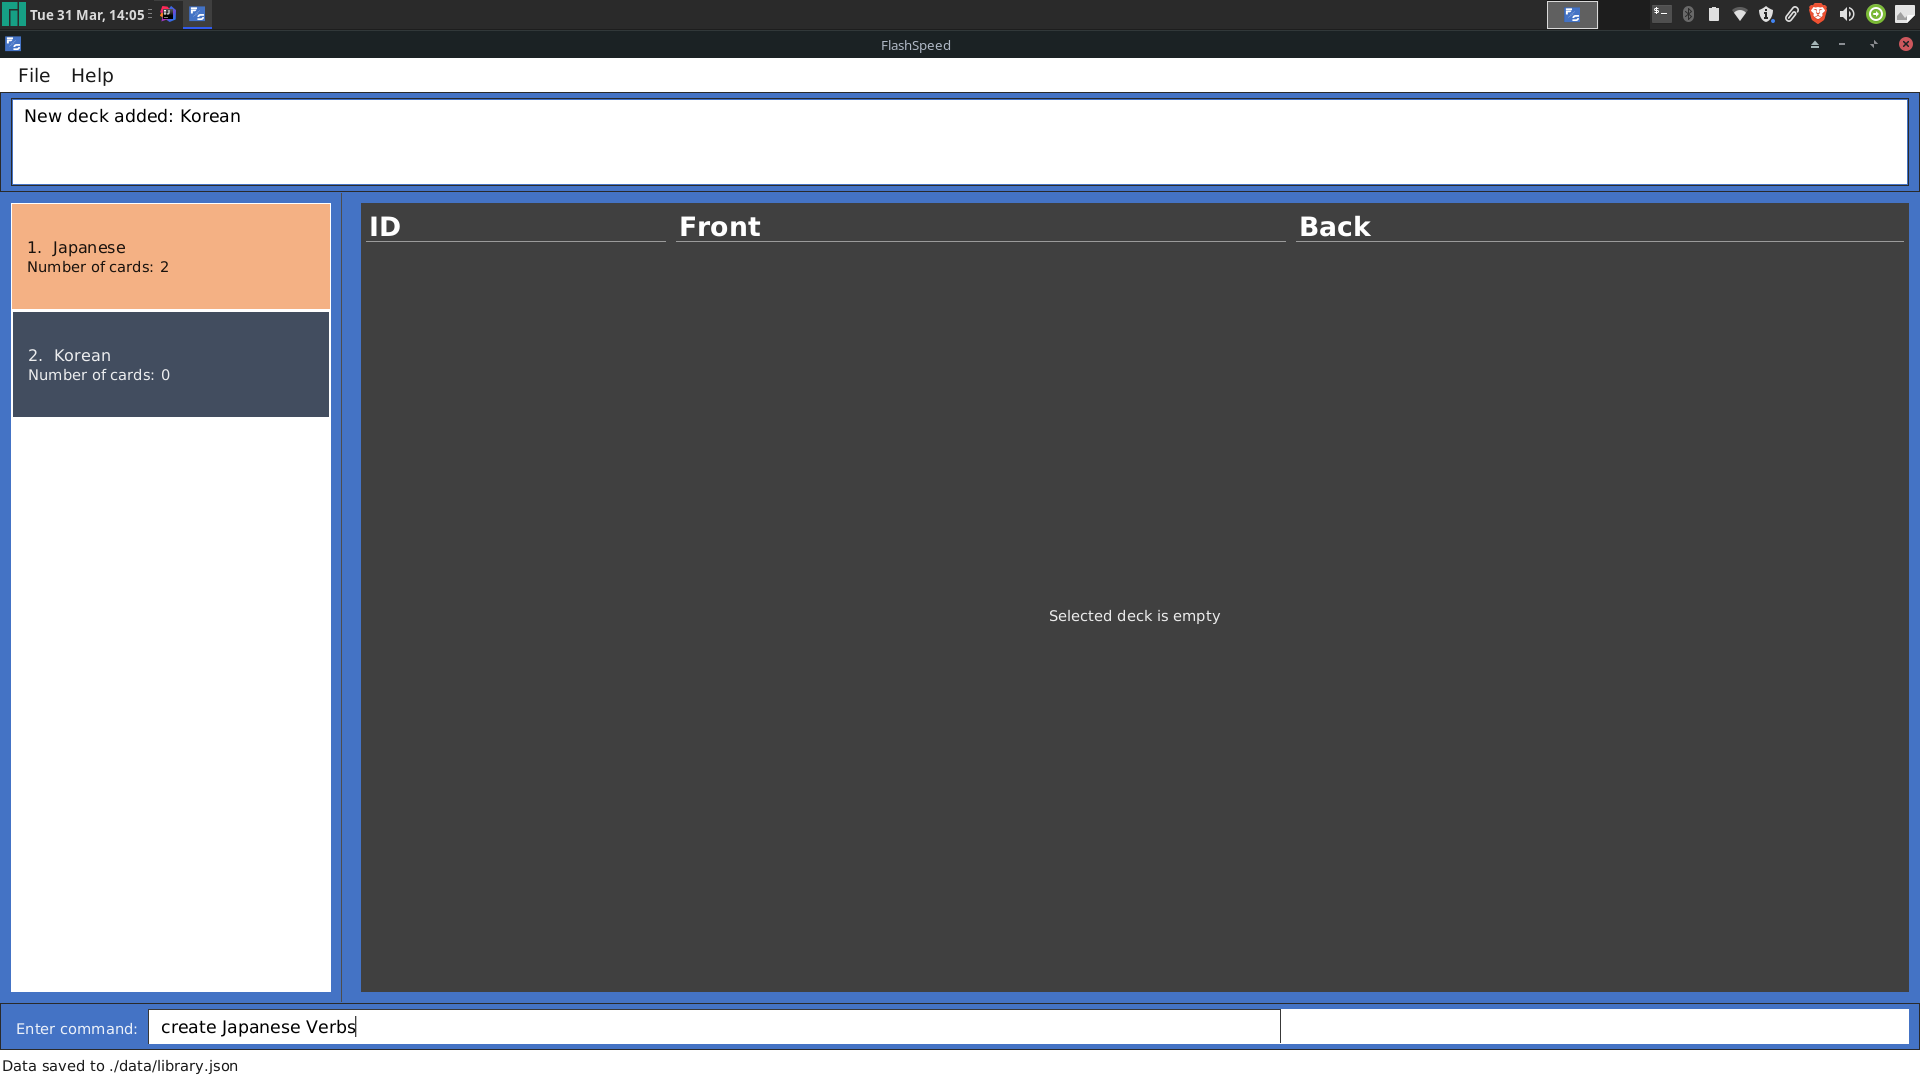 Tue 31 Mar, 14:05
FlashSpeed
File Help
New deck added: Korean
1. Japanese
Number of cards: 2
2. Korean
Number of cards: 0
ID Front Back
Selected deck is empty
Enter command: create Japanese Verbs
Data saved to ./data/library.json